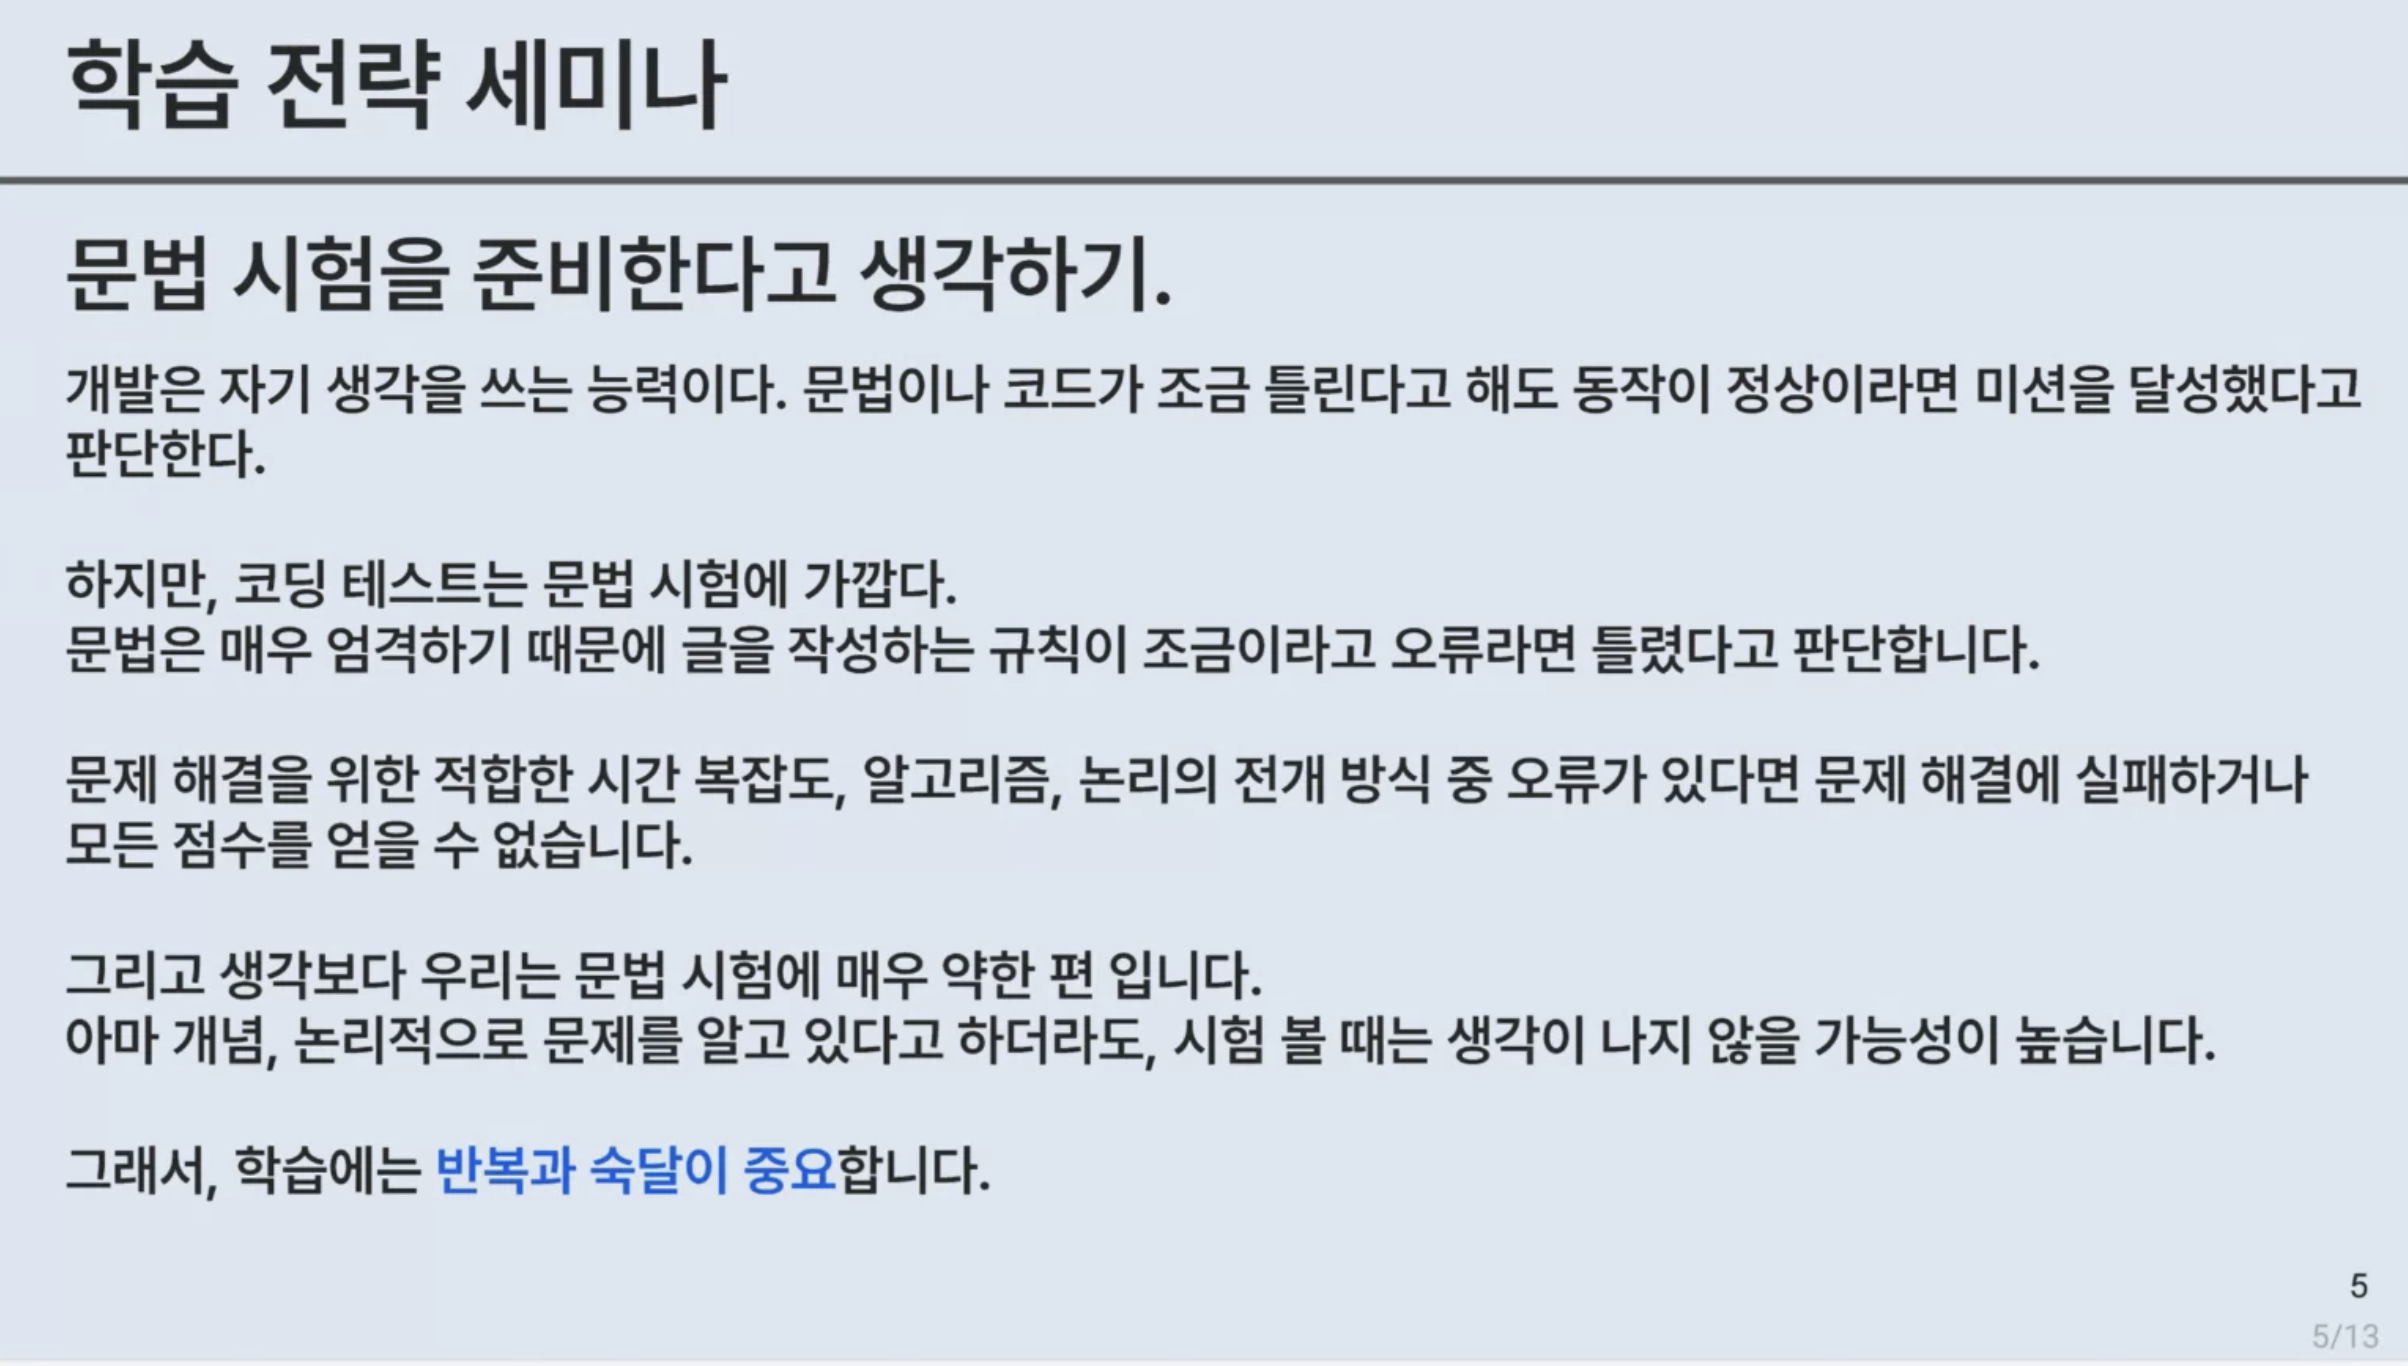 학습 전략 세미나
문법 시험을 준비한다고 생각하기.
개발은 자기 생각을 쓰는 능력이다. 문법이나 코드가 조금 틀린다고 해도 동작이 정상이라면 미션을 달성했다고
판단한다.
하지만, 코딩 테스트는 문법 시험에 가깝다.
문법은 매우 엄격하기 때문에 글을 작성하는 규칙이 조금이라고 오류라면 틀렸다고 판단합니다.
문제 해결을 위한 적합한 시간 복잡도, 알고리즘, 논리의 전개 방식 중 오류가 있다면 문제 해결에 실패하거나
모든 점수를 얻을 수 없습니다.
그리고 생각보다 우리는 문법 시험에 매우 약한 편 입니다.
아마 개념, 논리적으로 문제를 알고 있다고 하더라도, 시험 볼 때는 생각이 나지 않을 가능성이 높습니다.
그래서, 학습에는 반복과 숙달이 중요합니다.
5
5/13